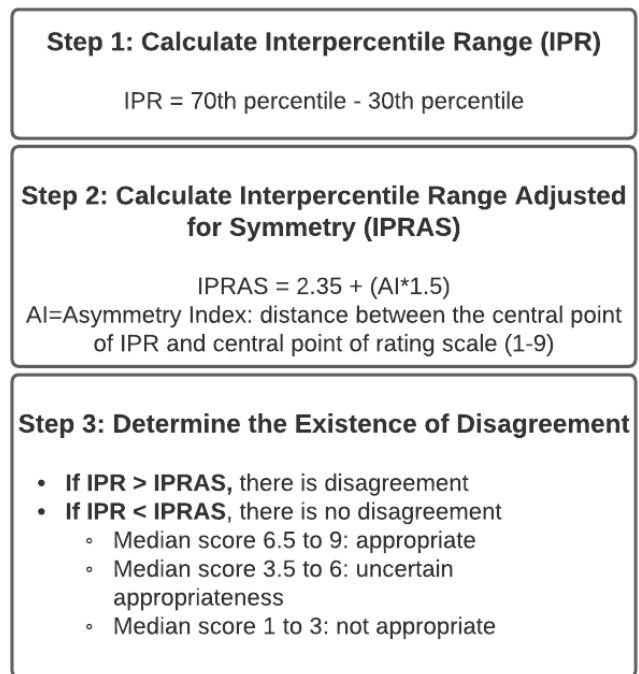 Step 1: Calculate Interpercentile Range (IPR)
IPR = 70th percentile - 30th percentile
Step 2: Calculate Interpercentile Range Adjusted
for Symmetry (IPRAS)
IPRAS = 2.35 + (AI*1.5)
AI=Asymmetry Index: distance between the central point
of IPR and central point of rating scale (1-9)
Step 3: Determine the Existence of Disagreement
• If IPR > IPRAS, there is disagreement
• If IPR < IPRAS, there is no disagreement
◦ Median score 6.5 to 9: appropriate
◦ Median score 3.5 to 6: uncertain
appropriateness
◦ Median score 1 to 3: not appropriate